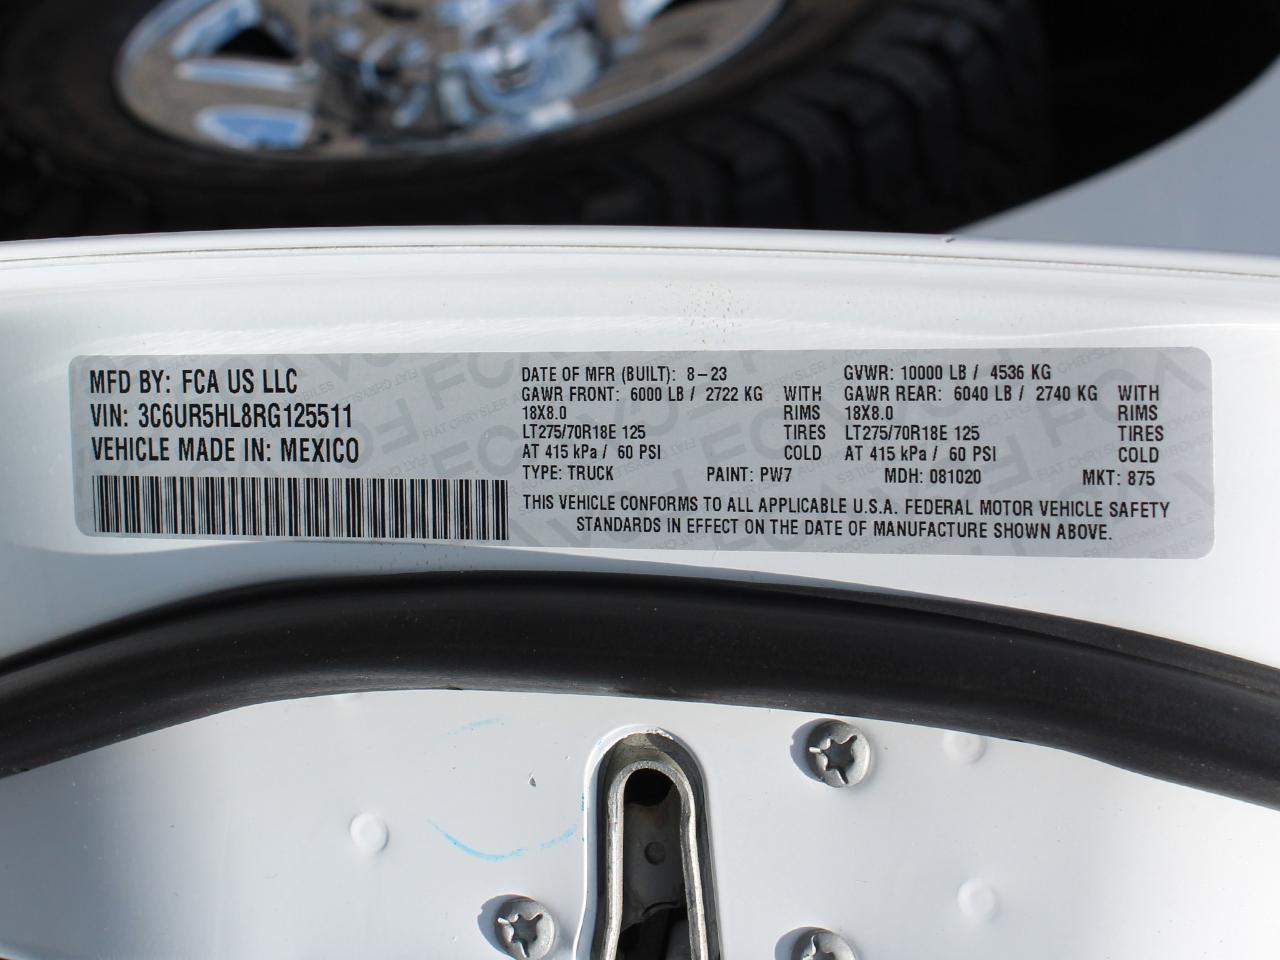 MFD BY: FCA US LLC
VIN: 3C6UR5HL8RG125511
VEHICLE MADE IN: MEXICO
DATE OF MFR (BUILT): 8-23 GVWR: 10000 LB / 4536 KG
GAWR FRONT: 6000 LB / 2722 KG WITH GAWR REAR: 6040 LB / 2740 KG WITH
18X8.0 RIMS 18X8.0 RIMS
LT275/70R18E 125 TIRES LT275/70R18E 125 TIRES
AT 415 kPa / 60 PSI COLD AT 415 kPa / 60 PSI COLD
TYPE: TRUCK PAINT: PW7 MDH: 081020 MKT: 875
THIS VEHICLE CONFORMS TO ALL APPLICABLE U.S.A. FEDERAL MOTOR VEHICLE SAFETY
STANDARDS IN EFFECT ON THE DATE OF MANUFACTURE SHOWN ABOVE.